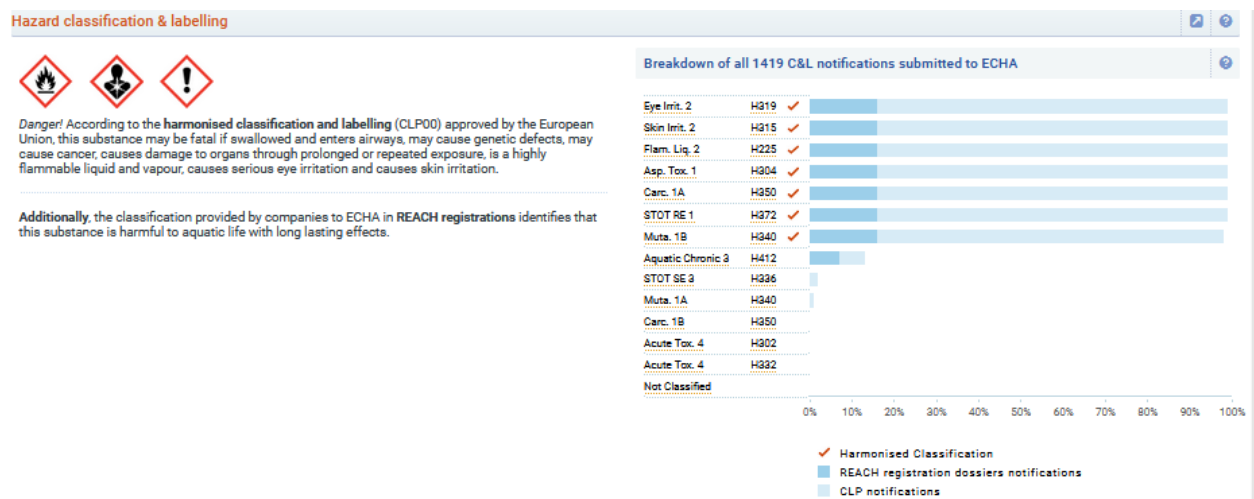 Hazard classification & labelling
Danger! According to the harmonised classification and labelling (CLP00) approved by the European
Union, this substance may be fatal if swallowed and enters airways, may cause genetic defects, may
cause cancer, causes damage to organs through prolonged or repeated exposure, is a highly
flammable liquid and vapour, causes serious eye irritation and causes skin irritation.
Additionally, the classification provided by companies to ECHA in REACH registrations identifies that
this substance is harmful to aquatic life with long lasting effects.
Breakdown of all 1419 C&L notifications submitted to ECHA
Eye Irrit. 2 H319
Skin Irrit. 2 H315
Flam. Liq. 2 H225
Asp. Tox. 1 H304
Carc. 1A H350
STOT RE 1 H372
Muta. 1B H340
Aquatic Chronic 3 H412
STOT SE 3 H336
Muta. 1A H340
Carc. 1B H350
Acute Tox. 4 H302
Acute Tox. 4 H332
Not Classified
0% 10% 20% 30% 40% 50% 60% 70% 80% 90% 100%
Harmonised Classification
REACH registration dossiers notifications
CLP notifications